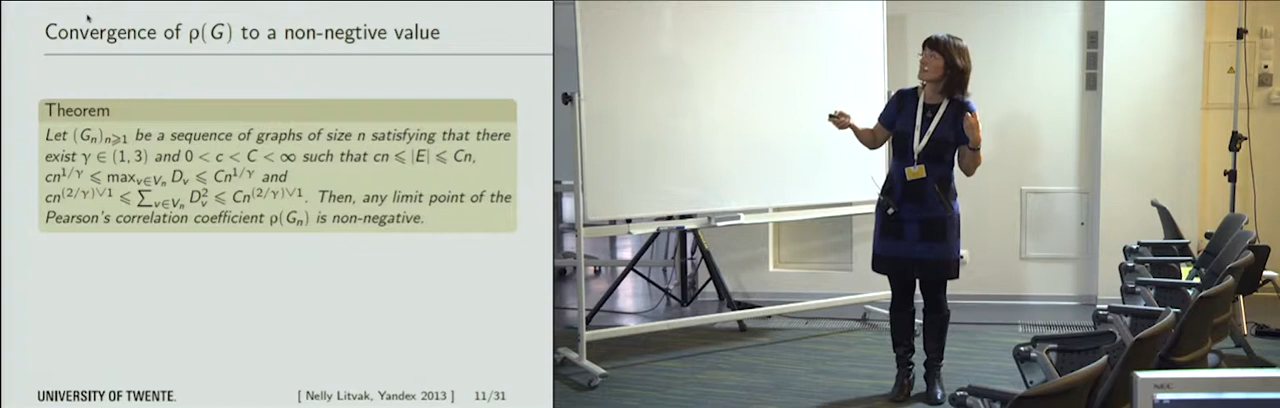 Convergence of ρ(G) to a non-negtive value
Theorem
Let (Gₙ)ₙ⩾₁ be a sequence of graphs of size n satisfying that there
exist γ ∈ (1, 3) and 0 < c < C < ∞ such that cn ⩽ |E| ⩽ Cn,
cn^{1/γ} ⩽ max_{v∈Vₙ} D_v ⩽ Cn^{1/γ} and
cn^{(2/γ)∨1} ⩽ ∑_{v∈Vₙ} D_v² ⩽ Cn^{(2/γ)∨1}. Then, any limit point of the
Pearson's correlation coefficient ρ(Gₙ) is non-negative.
UNIVERSITY OF TWENTE.
[ Nelly Litvak, Yandex 2013 ] 11/31
NEC